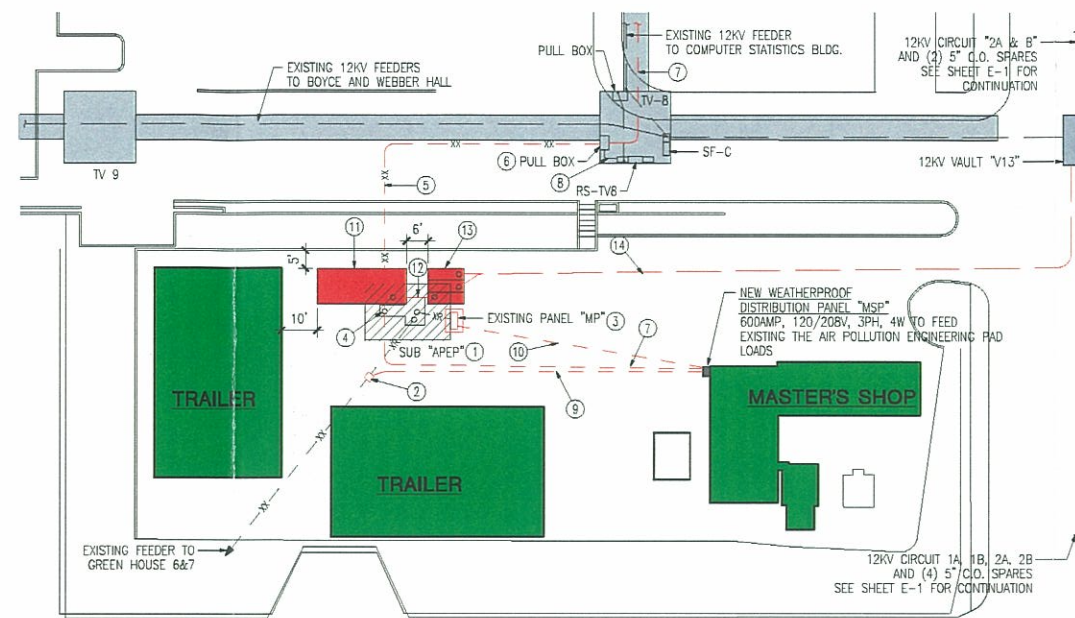 EXISTING 12KV FEEDER
TO COMPUTER STATISTICS BLDG.
PULL BOX
7
12KV CIRCUIT "2A & B"
AND (2) 5" C.O. SPARES
SEE SHEET E-1 FOR
CONTINUATION
EXISTING 12KV FEEDERS
TO BOYCE AND WEBBER HALL
TV-8
XX
XX
6 PULL BOX
SF-C
TV 9
8
12KV VAULT "V13"
XX
5
RS-TV8
6'
11
13
XX
14
5'
12
10'
XR
4
EXISTING PANEL "MP" 3
NEW WEATHERPROOF
DISTRIBUTION PANEL "MSP"
600AMP, 120/208V, 3PH, 4W TO FEED
EXISTING THE AIR POLLUTION ENGINEERING PAD
LOADS
SUB "APEP" 1
10
7
XX
2
9
TRAILER
MASTER'S SHOP
XX
TRAILER
XX
EXISTING FEEDER TO
GREEN HOUSE 6&7
12KV CIRCUIT 1A, 1B, 2A, 2B
AND (4) 5" C.O. SPARES
SEE SHEET E-1 FOR CONTINUATION